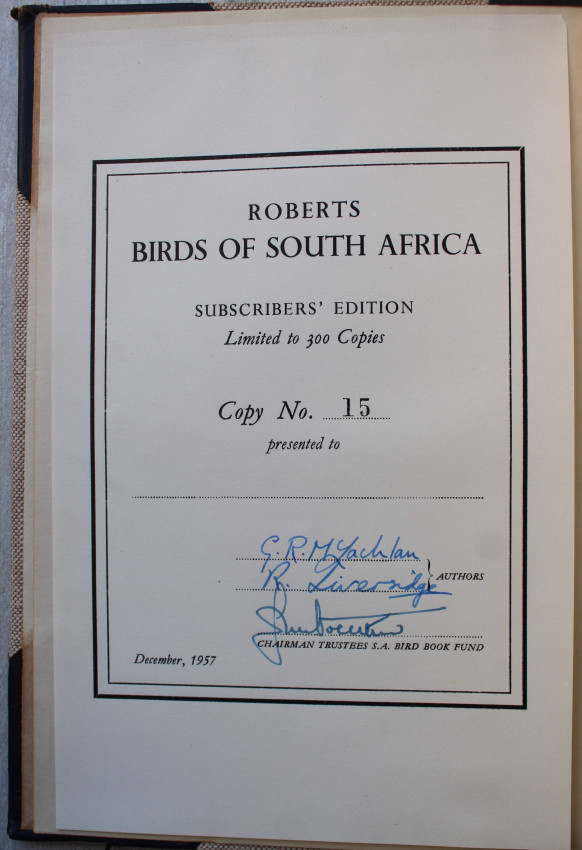 ROBERTS
BIRDS OF SOUTH AFRICA
SUBSCRIBERS' EDITION
Limited to 300 Copies
Copy No. 15
presented to
G. R. McLachlan
R. Liversidge
AUTHORS
CHAIRMAN TRUSTEES S.A. BIRD BOOK FUND
December, 1957